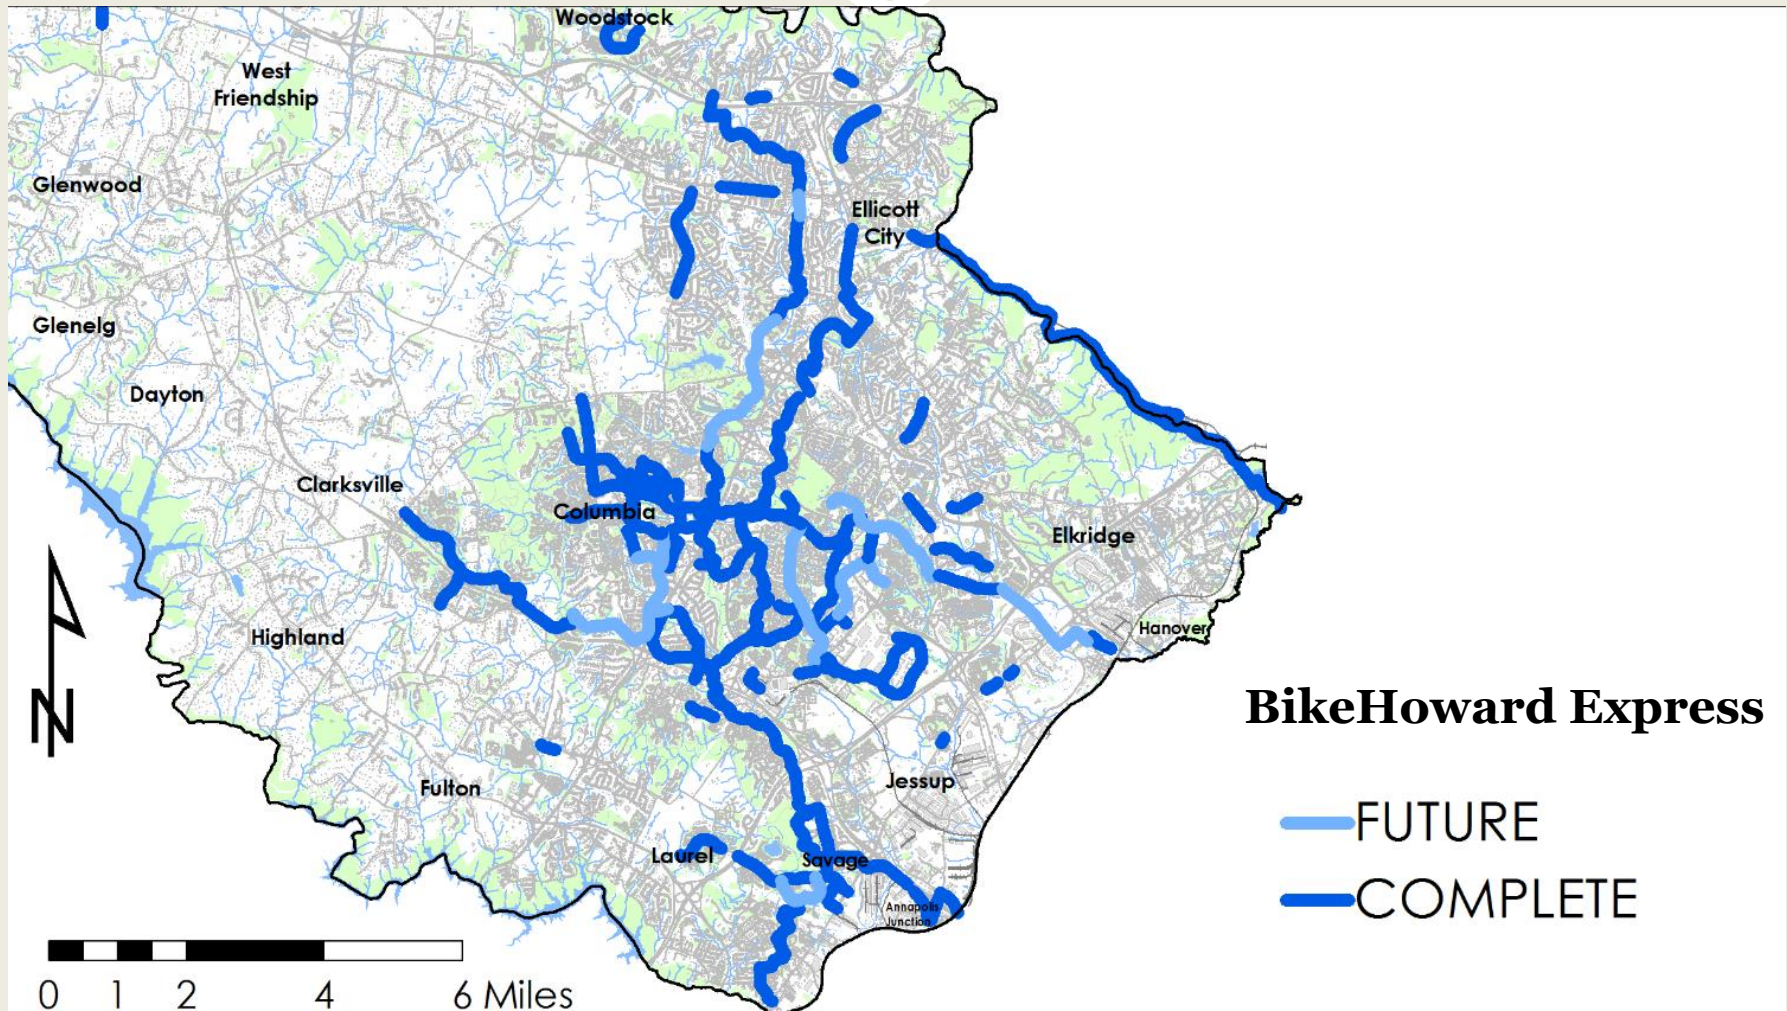 Woodstock
West
Friendship
Glenwood
Ellicott
City
Glenelg
Dayton
Clarksville
Columbia
Elkridge
Highland
Hanover
N
BikeHoward Express
Jessup
Fulton
FUTURE
Laurel
Savage
COMPLETE
Annapolis
Junction
0 1 2 4 6 Miles